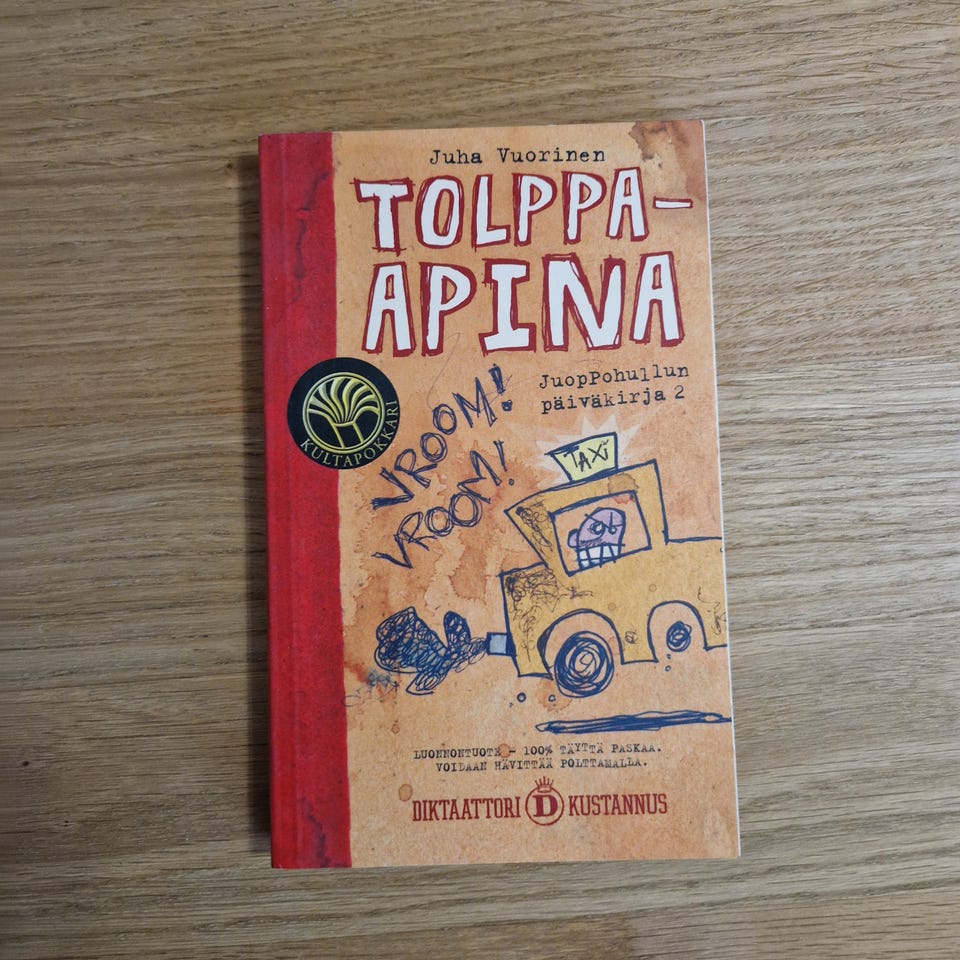 Juha Vuorinen
TOLPPA-
APINA
JuopPohullun
päiväkirja 2
VROOM!
VROOM!
TAXi
KULTAPOKKARI
LUONNONTUOTE - 100% TÄYTTÄ PASKAA.
VOIDAAN HÄVITTÄÄ POLTTAMALLA.
DIKTAATTORI D KUSTANNUS